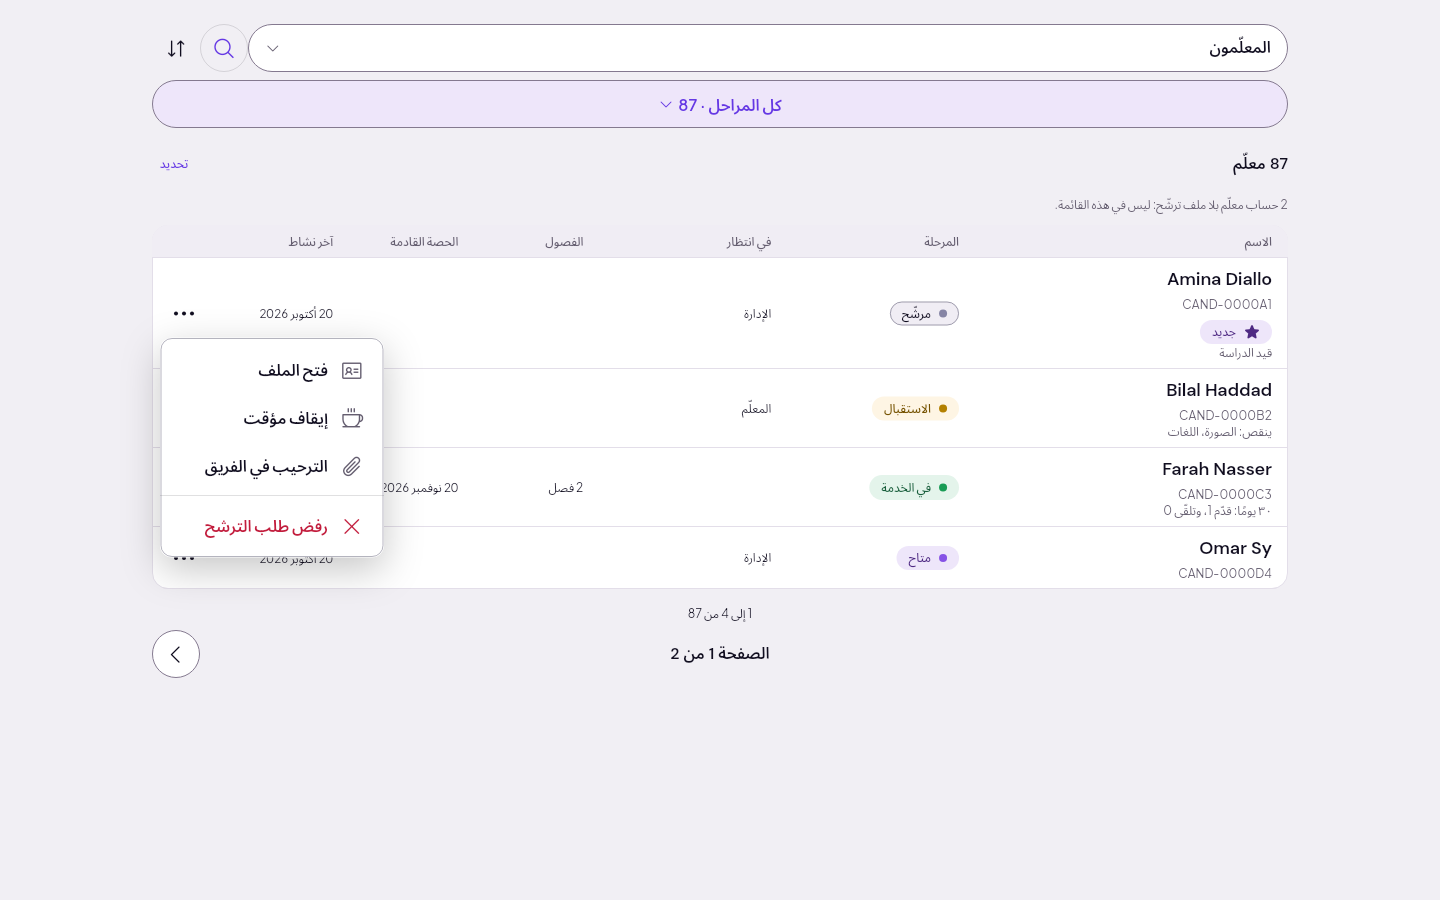 المعلّمون
كل المراحل · 87
87 معلّم
تحديد
2 حساب معلّم بلا ملف ترشّح: ليس في هذه القائمة.
الاسم المرحلة في انتظار الفصول الحصة القادمة آخر نشاط
Amina Diallo
CAND-0000A1
جديد
قيد الدراسة
مرشّح
الإدارة
20 أكتوبر 2026
Bilal Haddad
CAND-0000B2
ينقص: الصورة، اللغات
الاستقبال
المعلّم
Farah Nasser
CAND-0000C3
٣٠ يومًا: قدّم 1، وتلقّى 0
في الخدمة
2 فصل
20 نوفمبر 2026
Omar Sy
CAND-0000D4
متاح
الإدارة
20 أكتوبر 2026
فتح الملف
إيقاف مؤقت
الترحيب في الفريق
رفض طلب الترشح
1 إلى 4 من 87
الصفحة 1 من 2